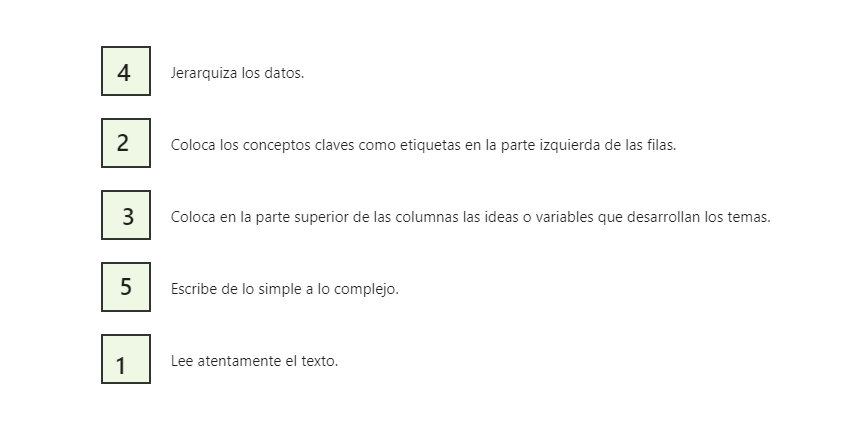 4 Jerarquiza los datos.
2 Coloca los conceptos claves como etiquetas en la parte izquierda de las filas.
3 Coloca en la parte superior de las columnas las ideas o variables que desarrollan los temas.
5 Escribe de lo simple a lo complejo.
1 Lee atentamente el texto.